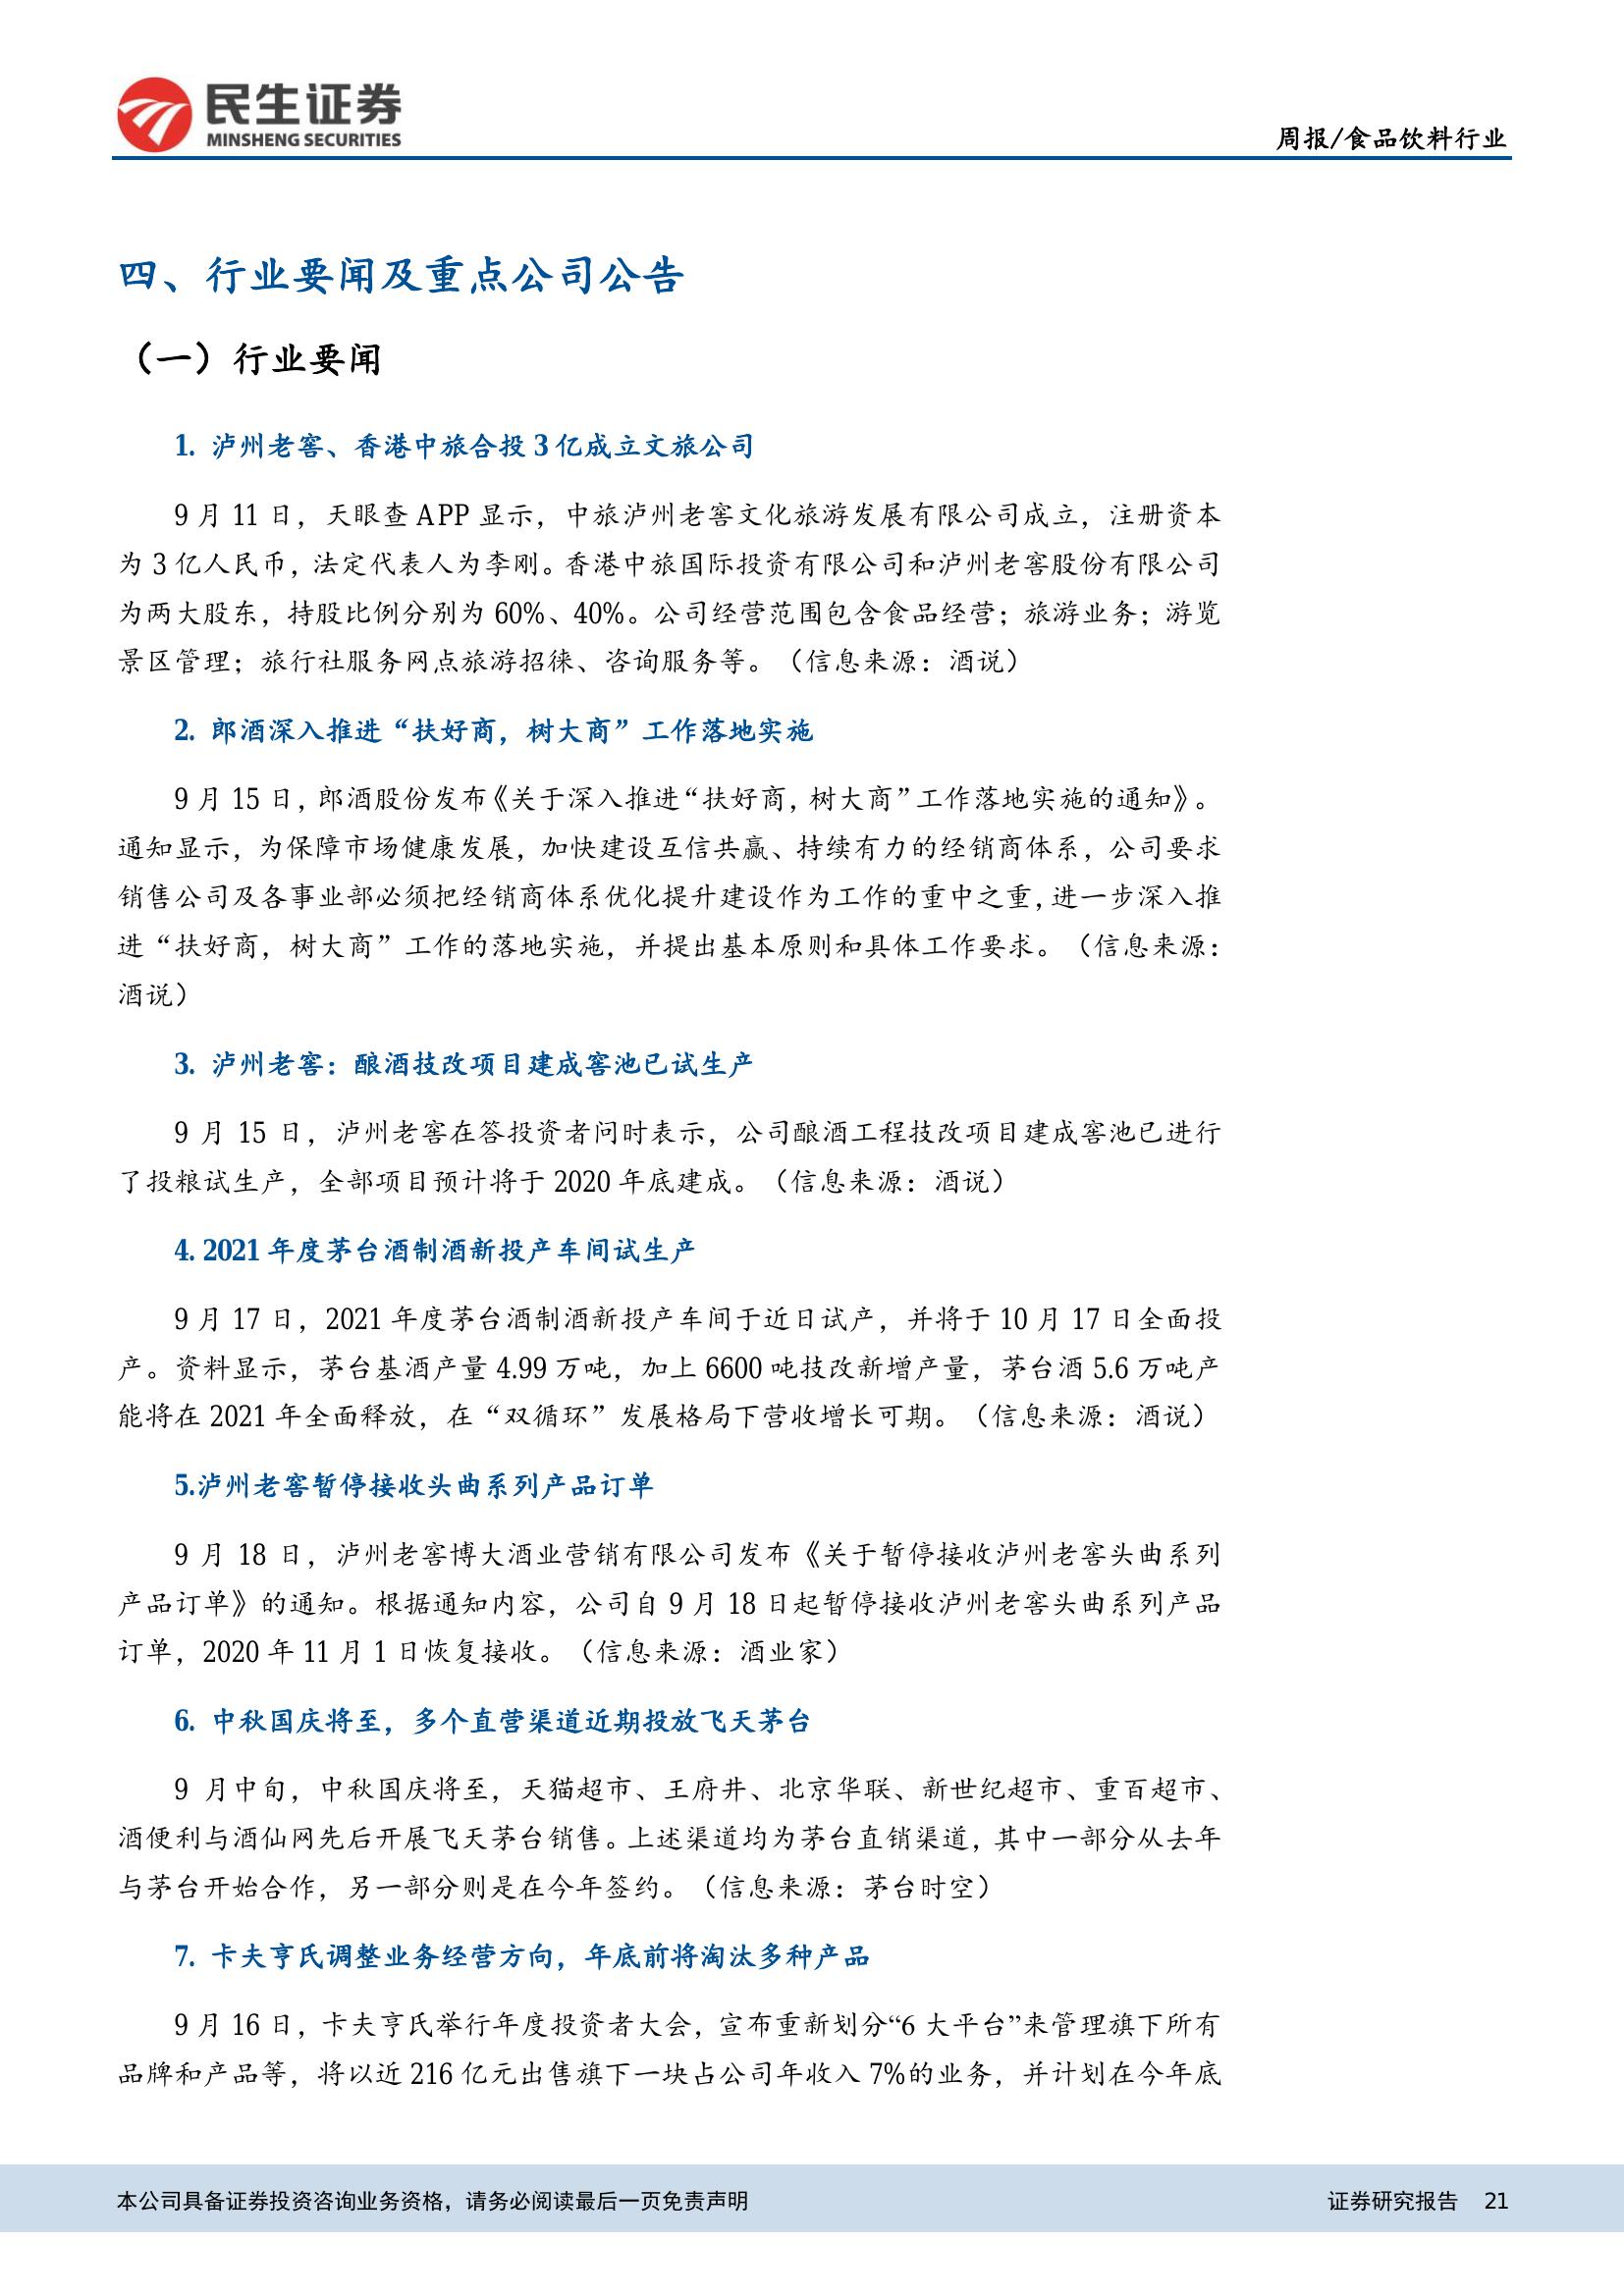 民生证券
MINSHENG SECURITIES
周报/食品饮料行业
四、行业要闻及重点公司公告
（一）行业要闻
1. 泸州老窖、香港中旅合投 3 亿成立文旅公司
9 月 11 日，天眼查 APP 显示，中旅泸州老窖文化旅游发展有限公司成立，注册资本
为 3 亿人民币，法定代表人为李刚。香港中旅国际投资有限公司和泸州老窖股份有限公司
为两大股东，持股比例分别为 60%、40%。公司经营范围包含食品经营；旅游业务；游览
景区管理；旅行社服务网点旅游招徕、咨询服务等。（信息来源：酒说）
2. 郎酒深入推进“扶好商，树大商”工作落地实施
9 月 15 日，郎酒股份发布《关于深入推进“扶好商，树大商”工作落地实施的通知》。
通知显示，为保障市场健康发展，加快建设互信共赢、持续有力的经销商体系，公司要求
销售公司及各事业部必须把经销商体系优化提升建设作为工作的重中之重，进一步深入推
进“扶好商，树大商”工作的落地实施，并提出基本原则和具体工作要求。（信息来源：
酒说）
3. 泸州老窖：酿酒技改项目建成窖池已试生产
9 月 15 日，泸州老窖在答投资者问时表示，公司酿酒工程技改项目建成窖池已进行
了投粮试生产，全部项目预计将于 2020 年底建成。（信息来源：酒说）
4. 2021 年度茅台酒制酒新投产车间试生产
9 月 17 日，2021 年度茅台酒制酒新投产车间于近日试产，并将于 10 月 17 日全面投
产。资料显示，茅台基酒产量 4.99 万吨，加上 6600 吨技改新增产量，茅台酒 5.6 万吨产
能将在 2021 年全面释放，在“双循环”发展格局下营收增长可期。（信息来源：酒说）
5.泸州老窖暂停接收头曲系列产品订单
9 月 18 日，泸州老窖博大酒业营销有限公司发布《关于暂停接收泸州老窖头曲系列
产品订单》的通知。根据通知内容，公司自 9 月 18 日起暂停接收泸州老窖头曲系列产品
订单，2020 年 11 月 1 日恢复接收。（信息来源：酒业家）
6. 中秋国庆将至，多个直营渠道近期投放飞天茅台
9 月中旬，中秋国庆将至，天猫超市、王府井、北京华联、新世纪超市、重百超市、
酒便利与酒仙网先后开展飞天茅台销售。上述渠道均为茅台直销渠道，其中一部分从去年
与茅台开始合作，另一部分则是在今年签约。（信息来源：茅台时空）
7. 卡夫亨氏调整业务经营方向，年底前将淘汰多种产品
9 月 16 日，卡夫亨氏举行年度投资者大会，宣布重新划分“6 大平台”来管理旗下所有
品牌和产品等，将以近 216 亿元出售旗下一块占公司年收入 7%的业务，并计划在今年底
本公司具备证券投资咨询业务资格，请务必阅读最后一页免责声明
证券研究报告 21